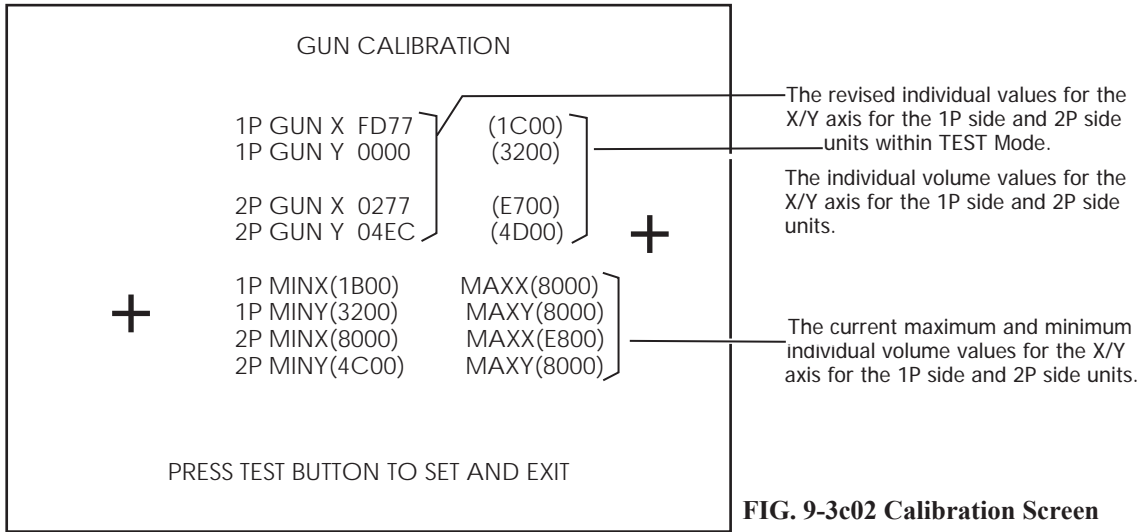 GUN CALIBRATION
1P GUN X FD77 (1C00)
1P GUN Y 0000 (3200)
2P GUN X 0277 (E700)
2P GUN Y 04EC (4D00)
1P MINX(1B00) MAXX(8000)
1P MINY(3200) MAXY(8000)
2P MINX(8000) MAXX(E800)
2P MINY(4C00) MAXY(8000)
PRESS TEST BUTTON TO SET AND EXIT
The revised individual values for the
X/Y axis for the 1P side and 2P side
units within TEST Mode.
The individual volume values for the
X/Y axis for the 1P side and 2P side
units.
The current maximum and minimum
individual volume values for the X/Y
axis for the 1P side and 2P side units.
FIG. 9-3c02 Calibration Screen